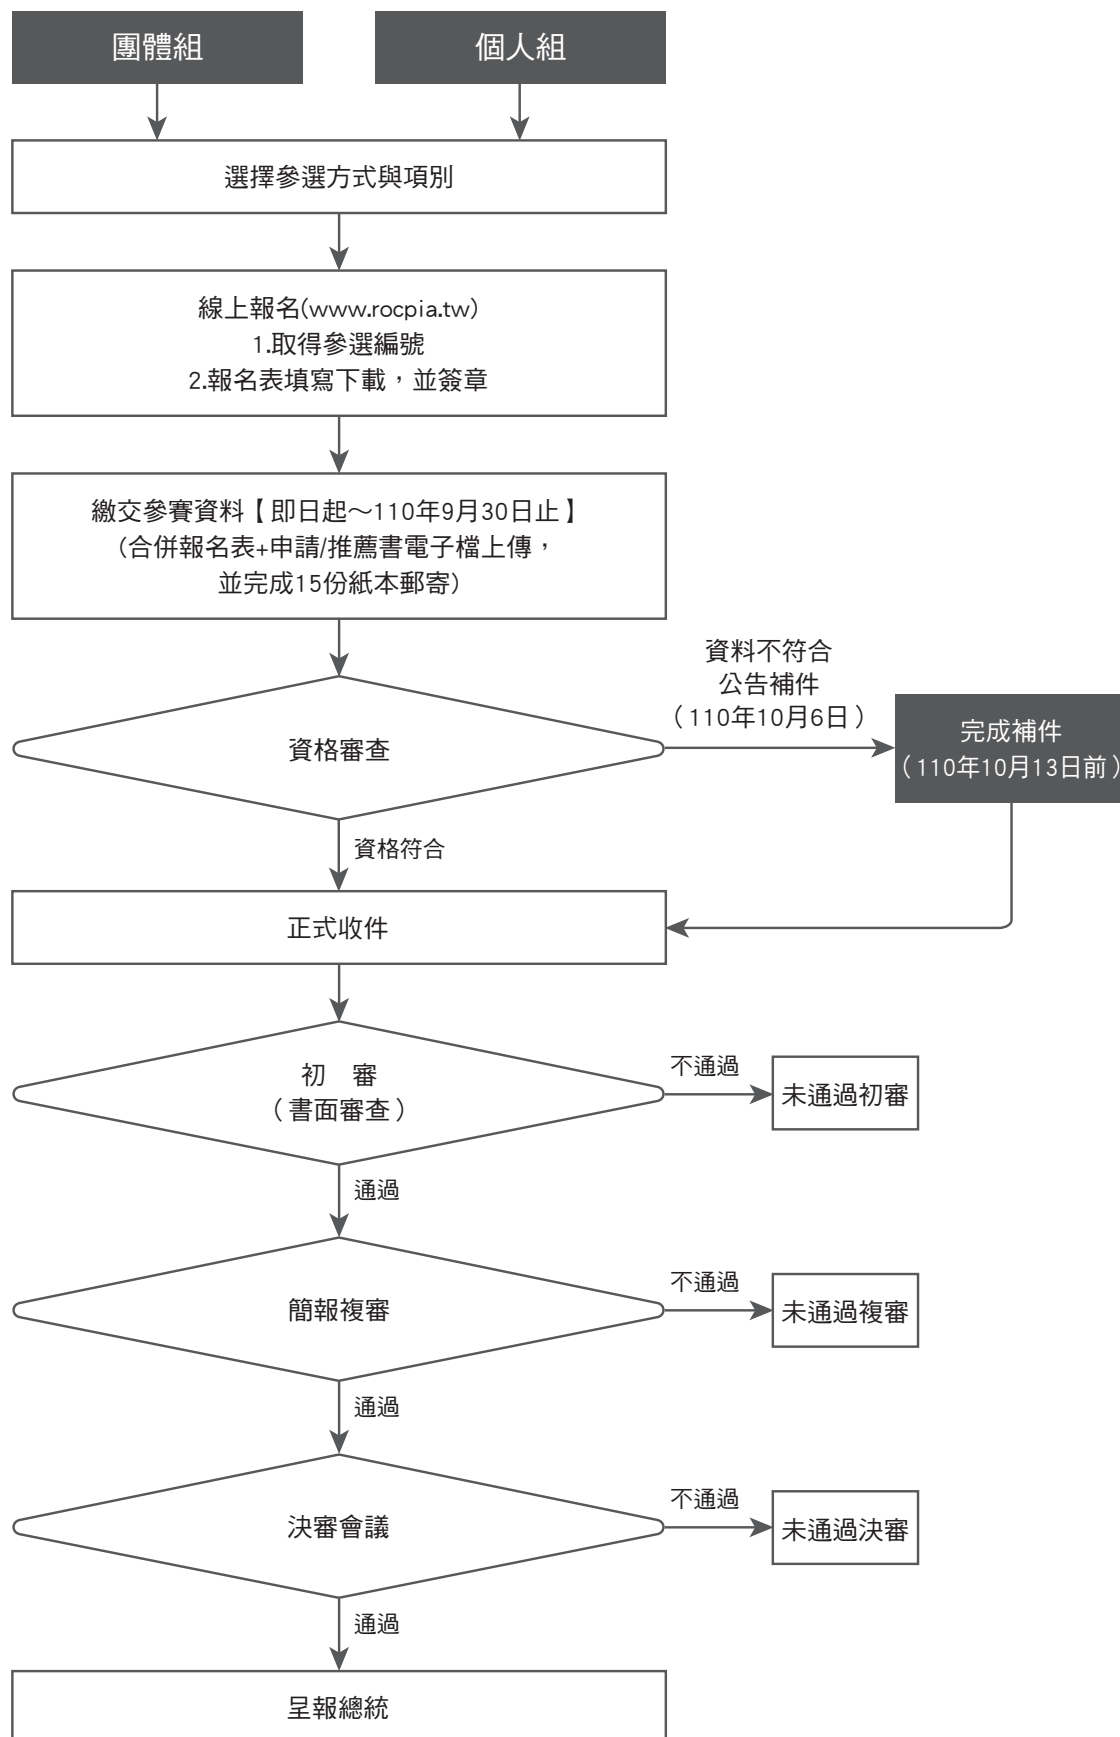 團體組
個人組
選擇參選方式與項別
線上報名(www.rocpia.tw)
1.取得參選編號
2.報名表填寫下載，並簽章
繳交參賽資料【即日起～110年9月30日止】
(合併報名表+申請/推薦書電子檔上傳，
並完成15份紙本郵寄)
資料不符合
公告補件
（110年10月6日）
資格審查
完成補件
（110年10月13日前）
資格符合
正式收件
初　審
（書面審查）
不通過
未通過初審
通過
簡報複審
不通過
未通過複審
通過
決審會議
不通過
未通過決審
通過
呈報總統